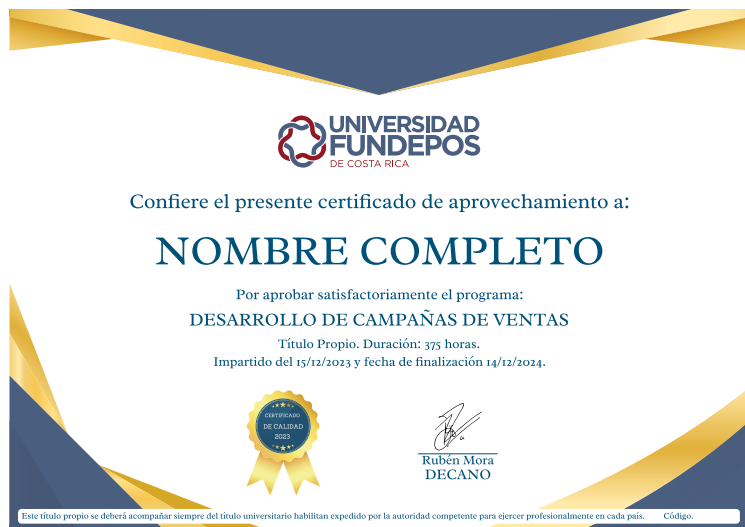 UNIVERSIDAD
FUNDEPOS
DE COSTA RICA
Confiere el presente certificado de aprovechamiento a:
NOMBRE COMPLETO
Por aprobar satisfactoriamente el programa:
DESARROLLO DE CAMPAÑAS DE VENTAS
Título Propio. Duración: 375 horas.
Impartido del 15/12/2023 y fecha de finalización 14/12/2024.
CERTIFICADO
DE CALIDAD
2023
Rubén Mora
DECANO
Este título propio se deberá acompañar siempre del título universitario habilitan expedido por la autoridad competente para ejercer profesionalmente en cada país. Código.